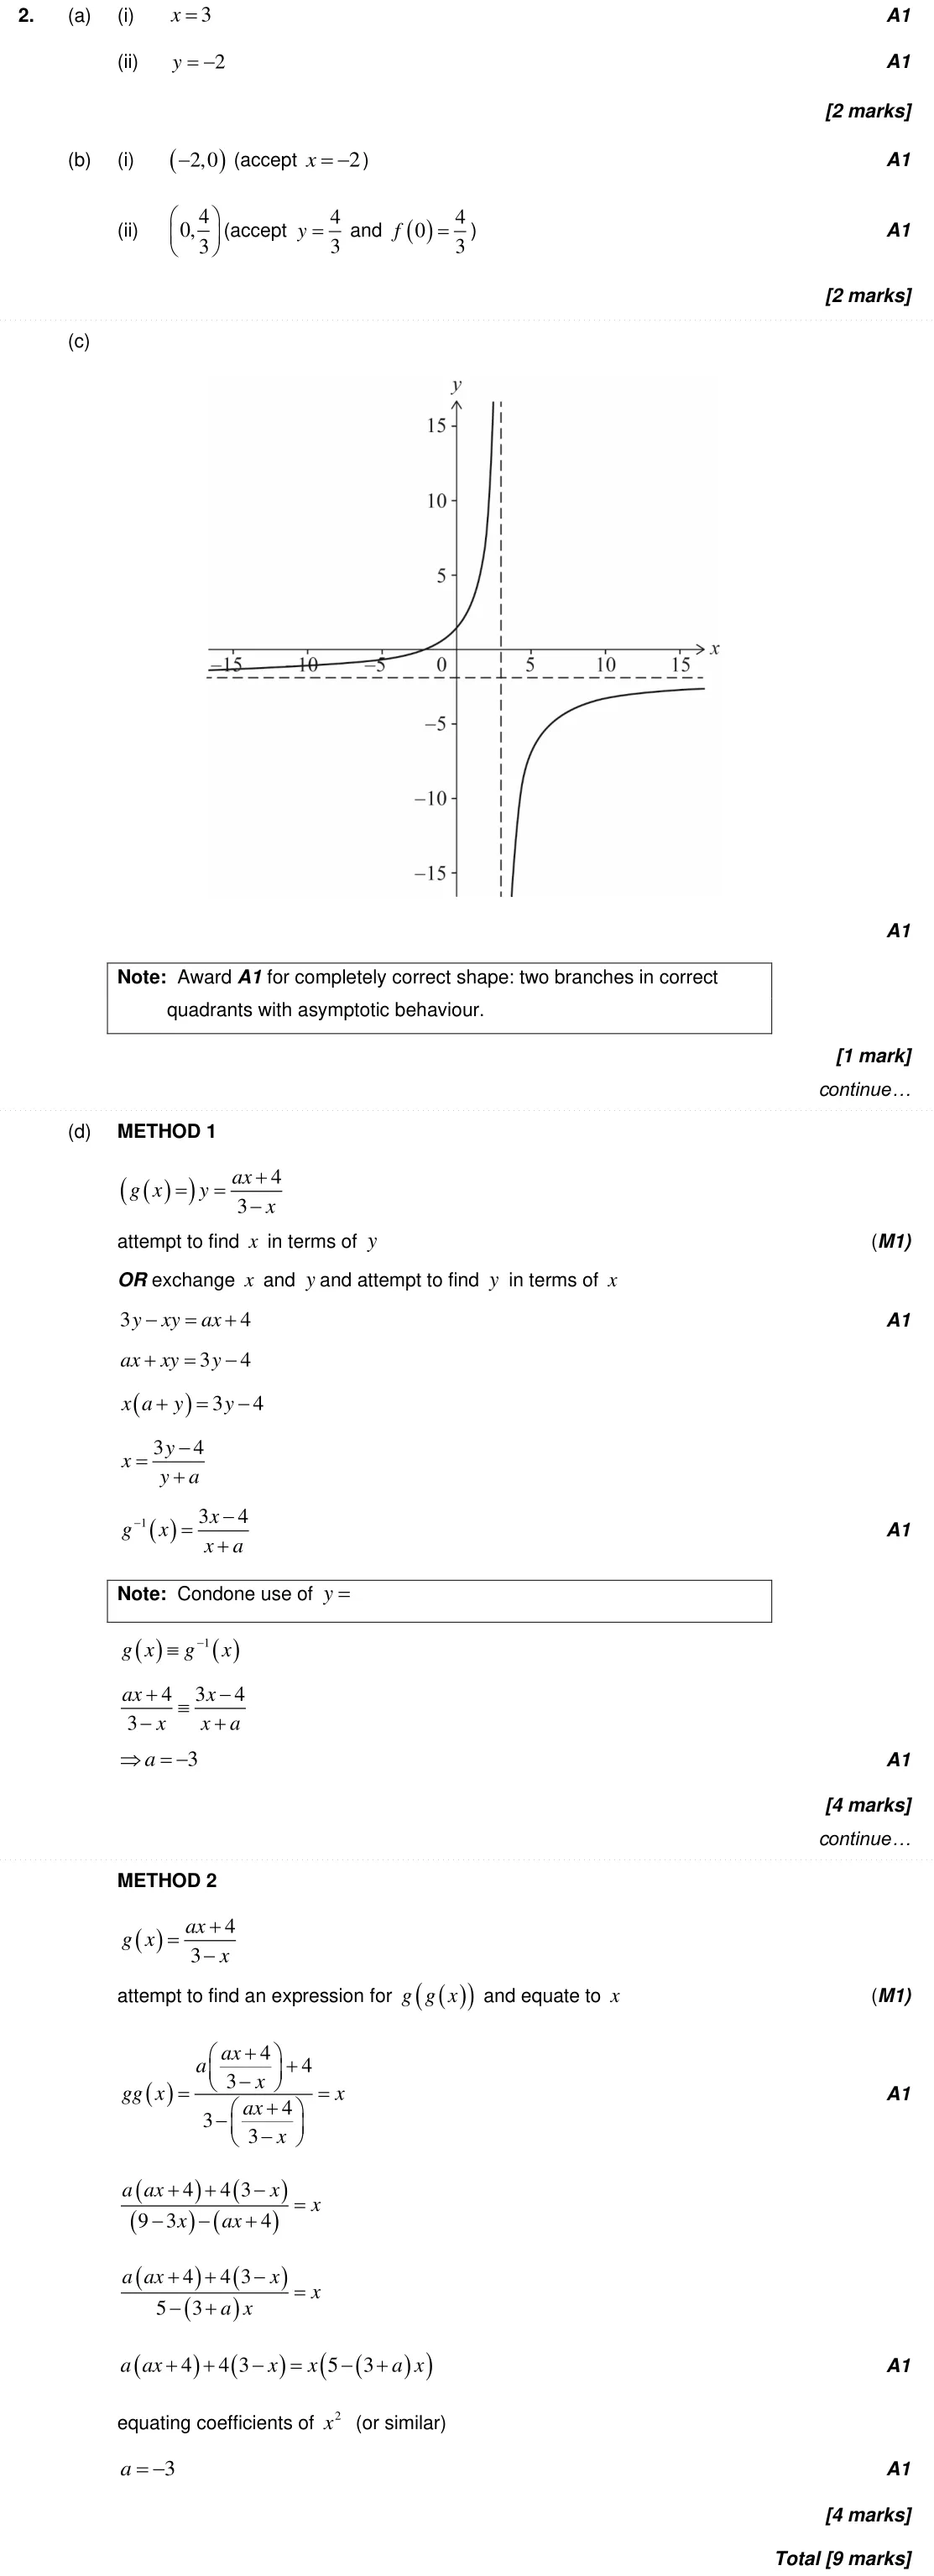 2. (a) (i) x = 3 A1
(ii) y = −2 A1
[2 marks]
(b) (i) (−2,0) (accept x = −2) A1
(ii) (0, 4/3) (accept y = 4/3 and f(0) = 4/3) A1
[2 marks]
(c)
y
15
10
5
−15 −10 −5 0 5 10 15 x
−5
−10
−15
A1
Note: Award A1 for completely correct shape: two branches in correct
quadrants with asymptotic behaviour.
[1 mark]
continue…
(d) METHOD 1
(g(x) =) y = (ax + 4)/(3 − x)
attempt to find x in terms of y (M1)
OR exchange x and y and attempt to find y in terms of x
3y − xy = ax + 4 A1
ax + xy = 3y − 4
x(a + y) = 3y − 4
x = (3y − 4)/(y + a)
g⁻¹(x) = (3x − 4)/(x + a) A1
Note: Condone use of y =
g(x) ≡ g⁻¹(x)
(ax + 4)/(3 − x) ≡ (3x − 4)/(x + a)
⇒ a = −3 A1
[4 marks]
continue…
METHOD 2
g(x) = (ax + 4)/(3 − x)
attempt to find an expression for g(g(x)) and equate to x (M1)
gg(x) = (a((ax + 4)/(3 − x)) + 4)/(3 − ((ax + 4)/(3 − x))) = x A1
(a(ax + 4) + 4(3 − x))/((9 − 3x) − (ax + 4)) = x
(a(ax + 4) + 4(3 − x))/(5 − (3 + a)x) = x
a(ax + 4) + 4(3 − x) = x(5 − (3 + a)x) A1
equating coefficients of x² (or similar)
a = −3 A1
[4 marks]
Total [9 marks]